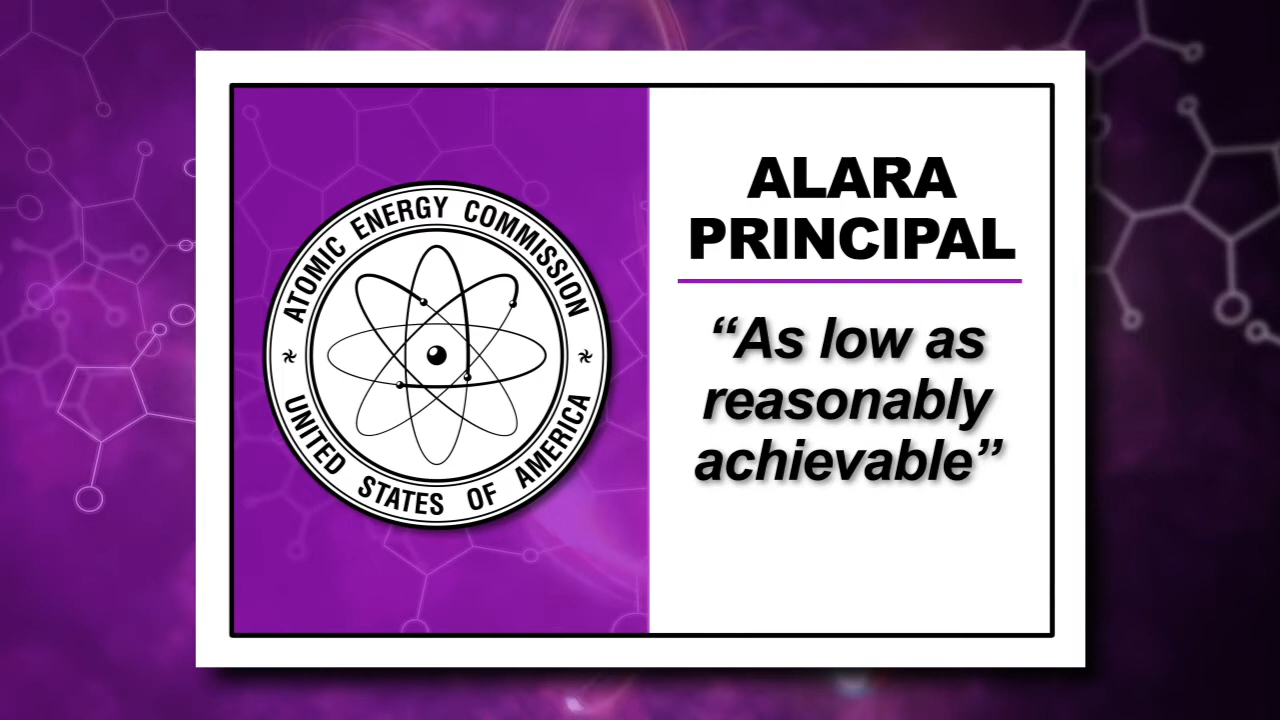 ATOMIC ENERGY COMMISSION
UNITED STATES OF AMERICA
ALARA
PRINCIPAL
“As low as
reasonably
achievable”